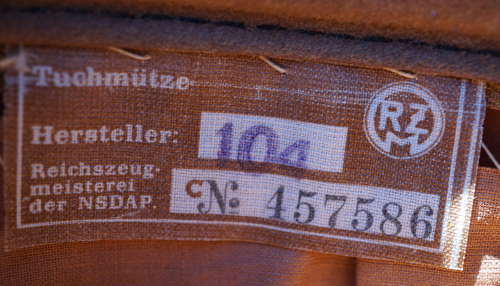 Tuchmütze
RZM
Hersteller: 104
Reichszeug-
meisterei
der NSDAP.
No 457586